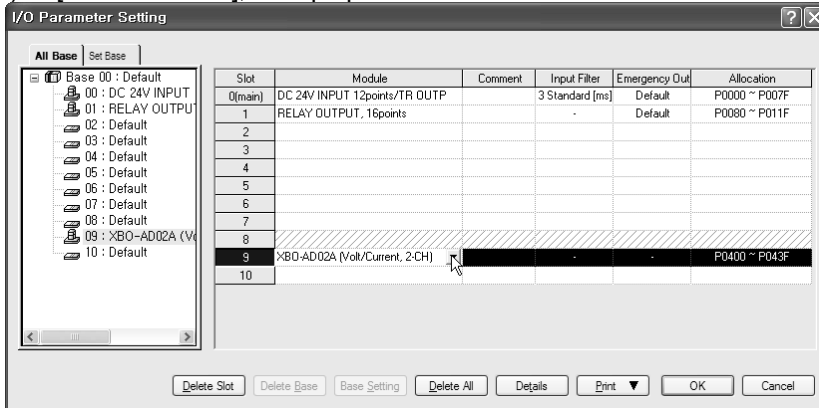 I/O Parameter Setting
All Base Set Base
Base 00 : Default
00 : DC 24V INPUT
01 : RELAY OUTPU
02 : Default
03 : Default
04 : Default
05 : Default
06 : Default
07 : Default
08 : Default
09 : XBO-AD02A (Vo
10 : Default
Slot Module Comment Input Filter Emergency Out Allocation
0(main) DC 24V INPUT 12points/TR OUTP 3 Standard [ms] Default P0000 ~ P007F
1 RELAY OUTPUT, 16points - Default P0080 ~ P011F
2
3
4
5
6
7
8
9 XBO-AD02A (Volt/Current, 2-CH) - - P0400 ~ P043F
10
Delete Slot Delete Base Base Setting Delete All Details Print ▼ OK Cancel